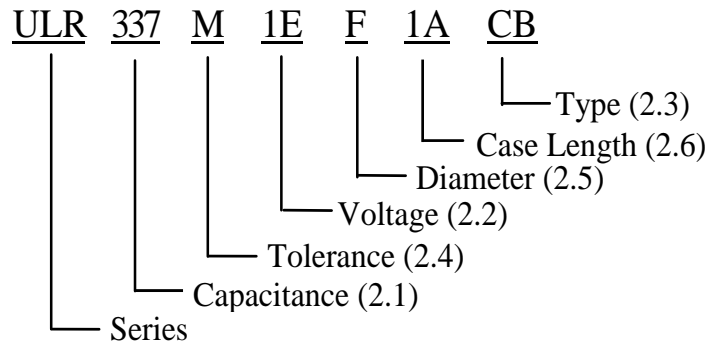 ULR 337 M 1E F 1A CB
Type (2.3)
Case Length (2.6)
Diameter (2.5)
Voltage (2.2)
Tolerance (2.4)
Capacitance (2.1)
Series